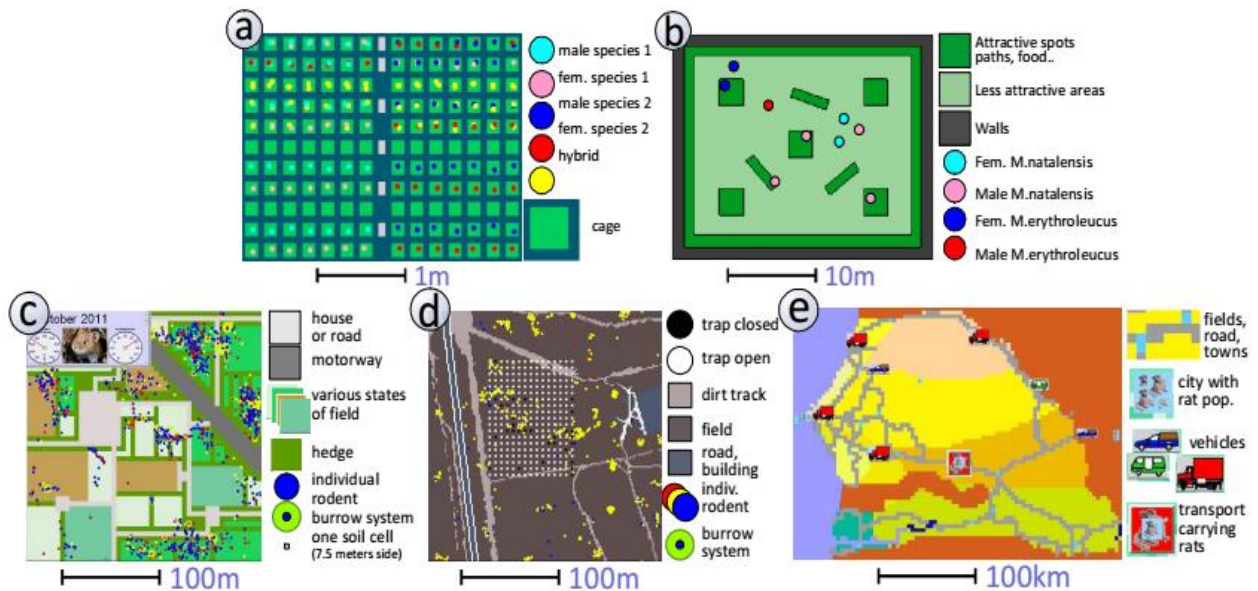 a
male species 1
fem. species 1
male species 2
fem. species 2
hybrid
cage
1m
b
Attractive spots
paths, food..
Less attractive areas
Walls
Fem. M.natalensis
Male M.natalensis
Fem. M.erythroleucus
Male M.erythroleucus
10m
c
tober 2011
house
or road
motorway
various states
of field
hedge
individual
rodent
burrow system
one soil cell
(7.5 meters side)
100m
d
trap closed
trap open
dirt track
field
road,
building
indiv.
rodent
burrow
system
100m
e
fields,
road,
towns
city with
rat pop.
vehicles
transport
carrying
rats
100km